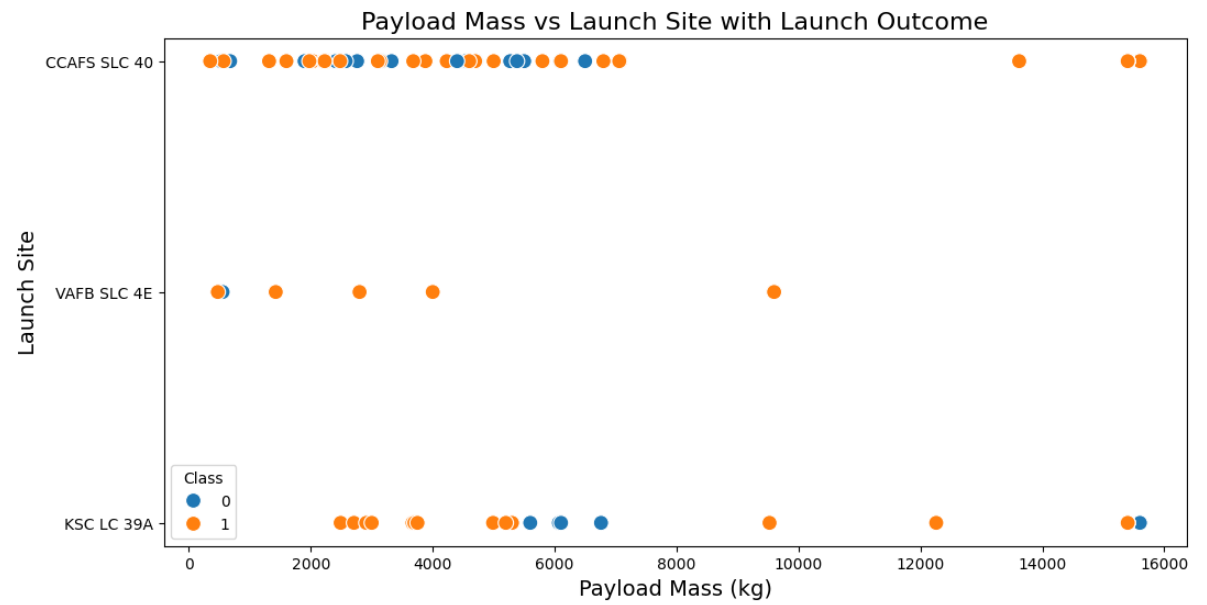 Payload Mass vs Launch Site with Launch Outcome
Launch Site
CCAFS SLC 40
VAFB SLC 4E
KSC LC 39A
Class
0
1
0 2000 4000 6000 8000 10000 12000 14000 16000
Payload Mass (kg)